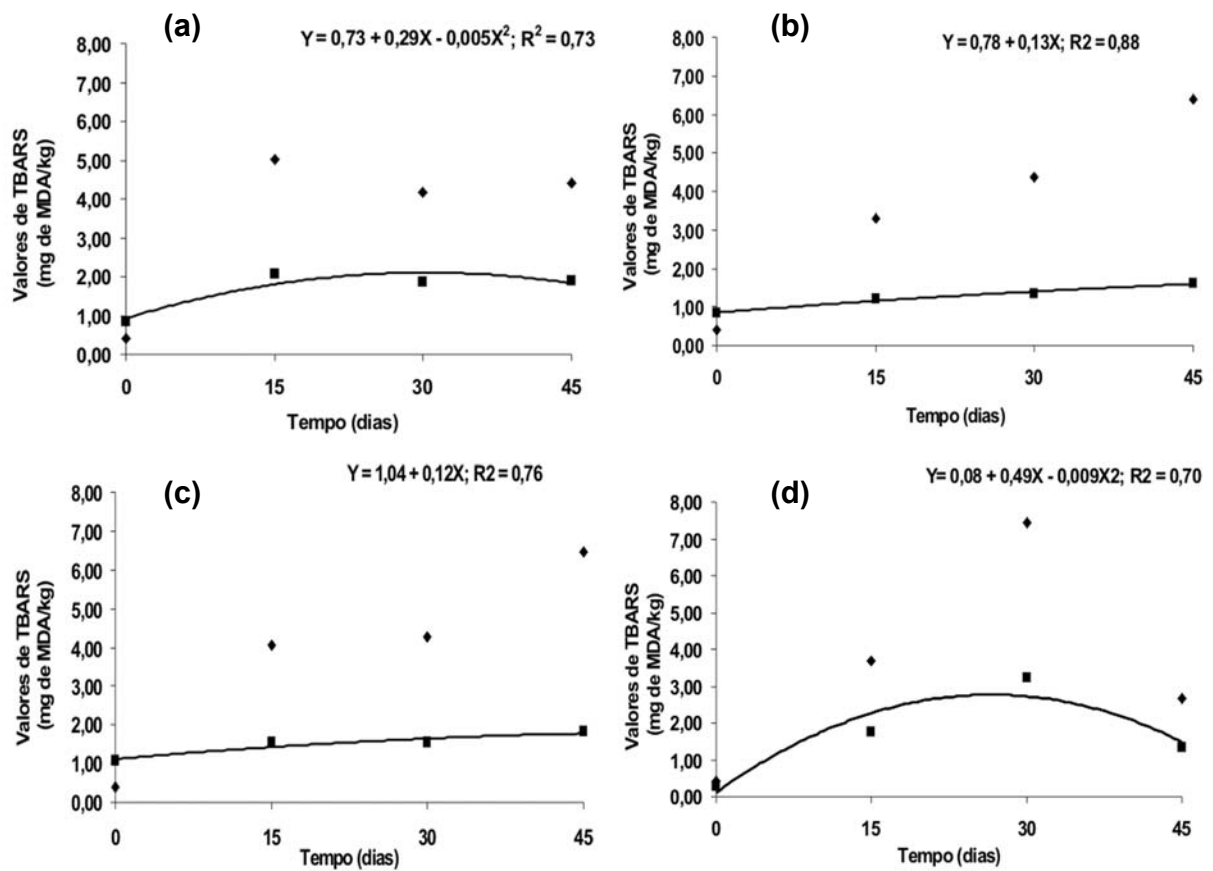 (a)
Y = 0,73 + 0,29X - 0,005X²; R² = 0,73
8,00
7,00
6,00
5,00
4,00
3,00
2,00
1,00
0,00
Valores de TBARS
(mg de MDA/kg)
0 15 30 45
Tempo (dias)
(b)
Y = 0,78 + 0,13X; R2 = 0,88
8,00
7,00
6,00
5,00
4,00
3,00
2,00
1,00
0,00
Valores de TBARS
(mg de MDA/kg)
0 15 30 45
Tempo (dias)
(c)
Y = 1,04 + 0,12X; R2 = 0,76
8,00
7,00
6,00
5,00
4,00
3,00
2,00
1,00
0,00
Valores de TBARS
(mg de MDA/kg)
0 15 30 45
Tempo (dias)
(d)
Y= 0,08 + 0,49X - 0,009X2; R2 = 0,70
8,00
7,00
6,00
5,00
4,00
3,00
2,00
1,00
0,00
Valores de TBARS
(mg de MDA/kg)
0 15 30 45
Tempo (dias)